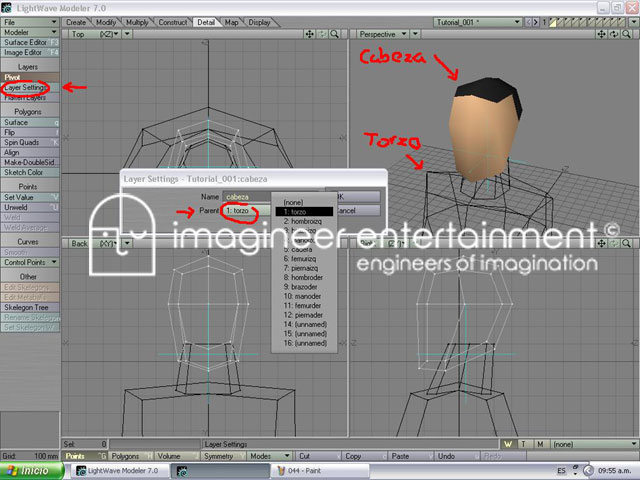 LightWave Modeler 7.0
File Create Modify Multiply Construct Detail Map Display Tutorial_001 * 1
Modeler
Surface Editor F5
Image Editor F4
Layers
Pivot
Layer Settings
Flatten Layers
Polygons
Surface q
Flip f
Spin Quads ^K
Align
Make-DoubleSid
Sketch Color
Points
Set Value v
Unweld ^U
Weld
Weld Average
Curves
Smooth
Control Points
Other
Edit Skelegons
Edit Metaballs
Skelegon Tree
Rename Skelegon
Set Skelegon W
Grid: 100 mm
Top (XZ)
Perspective
Cabeza
Torzo
Layer Settings - Tutorial_001:cabeza
Name cabeza OK
Parent 1: torzo Cancel
(none)
1: torzo
2: hombroizq
6: femurizq
7: piernaizq
8: hombroder
9: brazoder
10: manoder
11: femurder
12: piernader
14: (unnamed)
15: (unnamed)
16: (unnamed)
imagineer entertainment ©
engineers of imagination
Back (XY)
Sel: 0 Layer Settings W T M (none)
Points ^G Polygons ^H Volume ^J Symmetry Y Modes Cut x Copy c Paste v Undo u Redo
Inicio LightWave Modeler 7.0 044 - Paint ES 09:55 a.m.